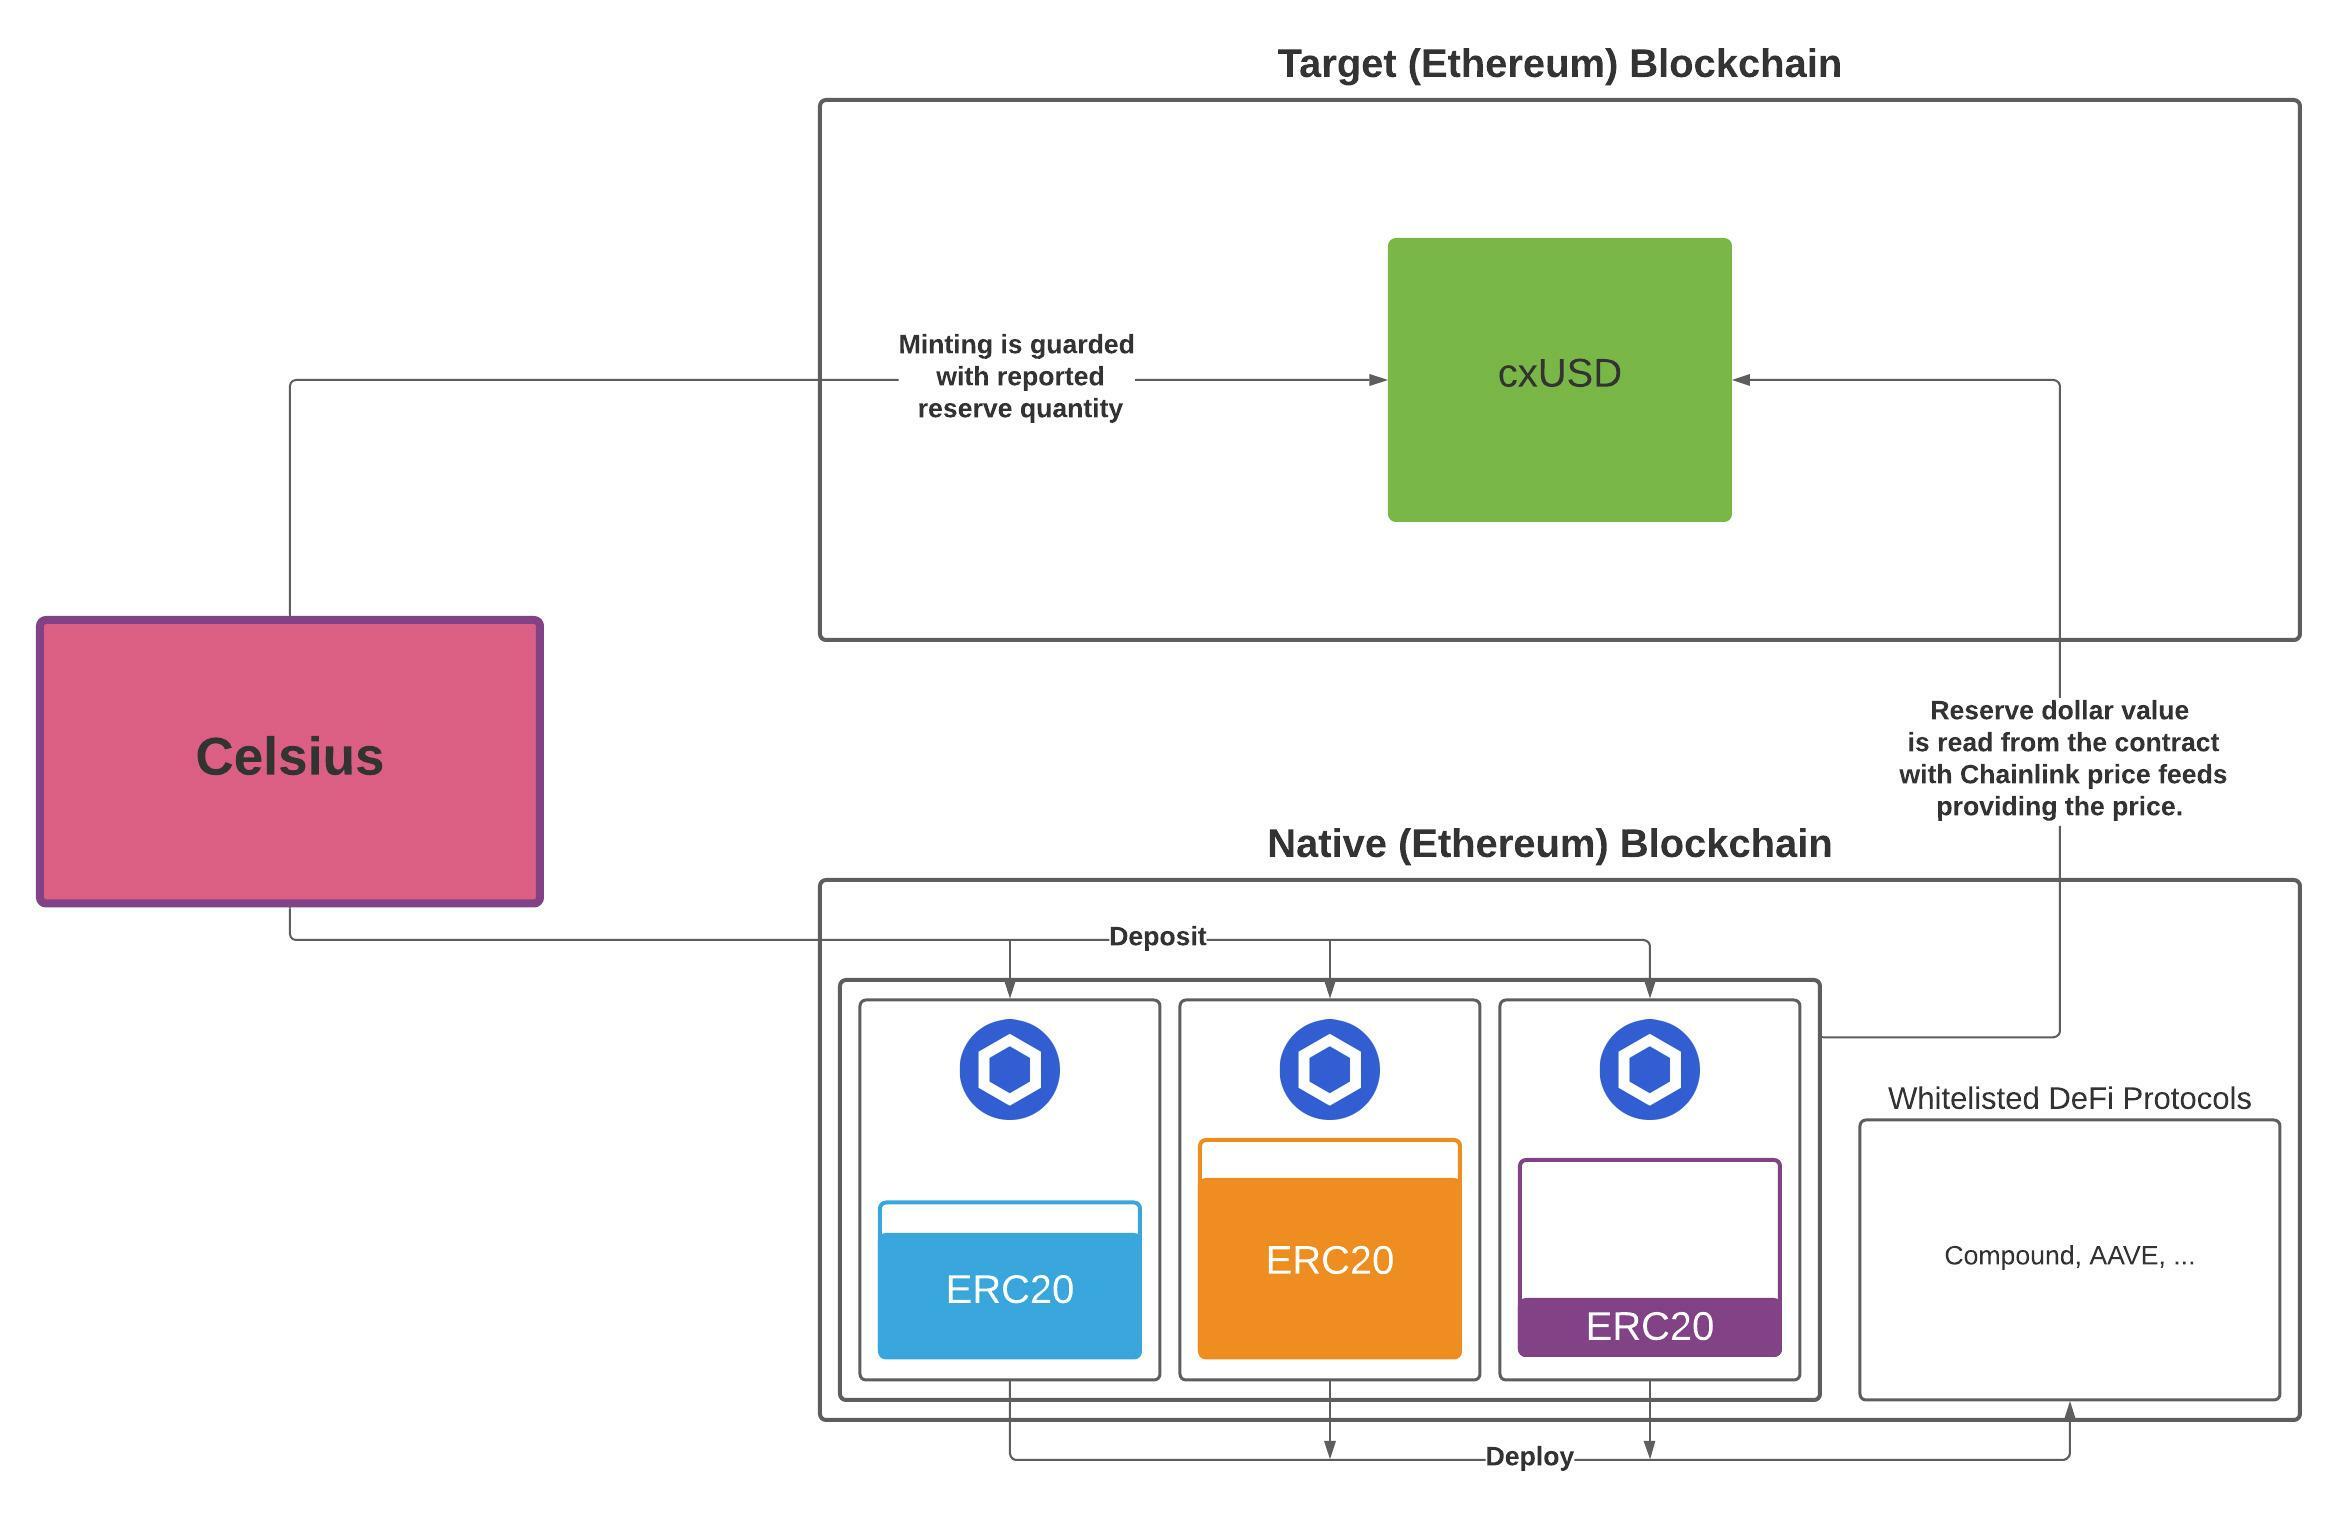 Target (Ethereum) Blockchain
Minting is guarded
with reported
reserve quantity
cxUSD
Celsius
Reserve dollar value
is read from the contract
with Chainlink price feeds
providing the price.
Native (Ethereum) Blockchain
Deposit
Whitelisted DeFi Protocols
Compound, AAVE, ...
ERC20
ERC20
ERC20
Deploy